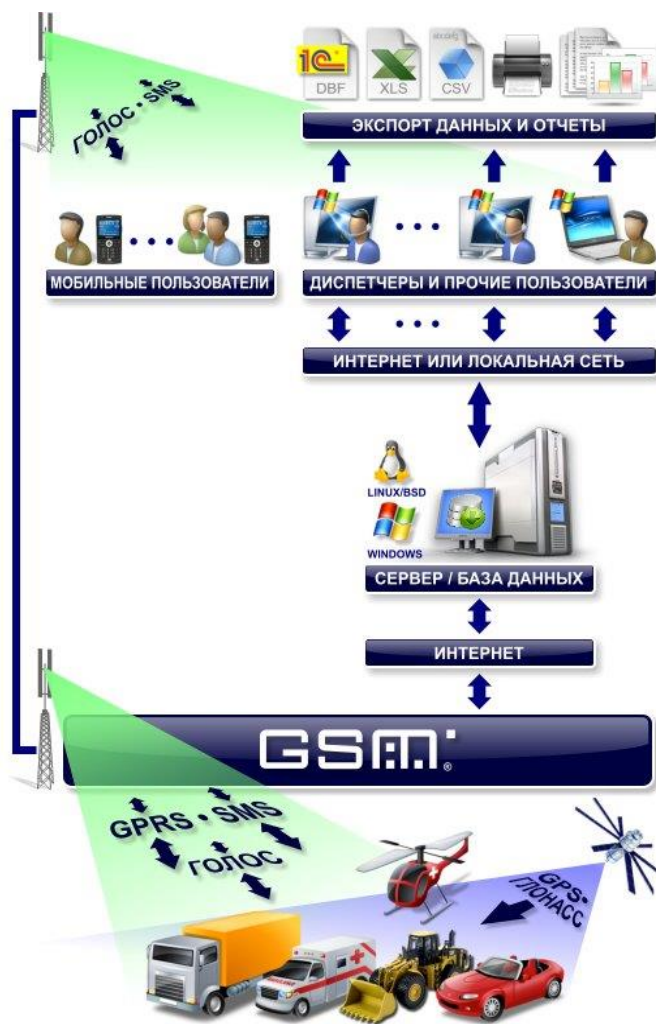 DBF
XLS
CSV
ЭКСПОРТ ДАННЫХ И ОТЧЕТЫ
ГОЛОС • SMS
МОБИЛЬНЫЕ ПОЛЬЗОВАТЕЛИ
ДИСПЕТЧЕРЫ И ПРОЧИЕ ПОЛЬЗОВАТЕЛИ
ИНТЕРНЕТ ИЛИ ЛОКАЛЬНАЯ СЕТЬ
LINUX/BSD
WINDOWS
СЕРВЕР / БАЗА ДАННЫХ
ИНТЕРНЕТ
GSM
GPRS • SMS
ГОЛОС
GPS•
ГЛОНАСС